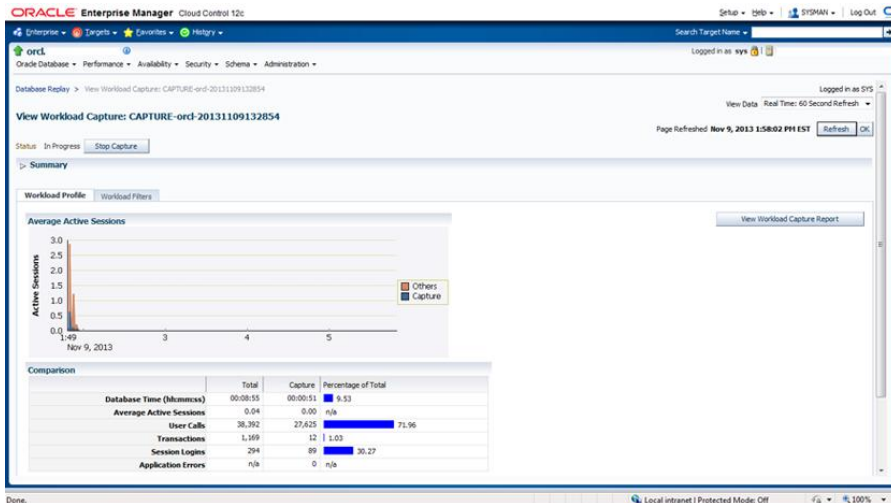 ORACLE Enterprise Manager Cloud Control 12c
Setup Help SYSMAN Log Out
Enterprise Targets Favorites History
Search Target Name
orcl
Logged in as sys
Oracle Database Performance Availability Security Schema Administration
Database Replay > View Workload Capture: CAPTURE-orcl-20131109132854
Logged in as SYS
View Data Real Time: 60 Second Refresh
View Workload Capture: CAPTURE-orcl-20131109132854
Page Refreshed Nov 9, 2013 1:58:02 PM EST Refresh OK
Status In Progress Stop Capture
Summary
Workload Profile Workload Filters
View Workload Capture Report
Average Active Sessions
Active Sessions
3.0
2.5
2.0
1.5
1.0
0.5
0.0
1:49 3 4 5
Nov 9, 2013
Others
Capture
Comparison
Total Capture Percentage of Total
Database Time (hh:mm:ss) 00:08:55 00:00:51 9.53
Average Active Sessions 0.04 0.00 n/a
User Calls 38,392 27,625 71.96
Transactions 1,169 12 1.03
Session Logins 294 89 30.27
Application Errors n/a 0 n/a
Done.
Local intranet | Protected Mode: Off
100%